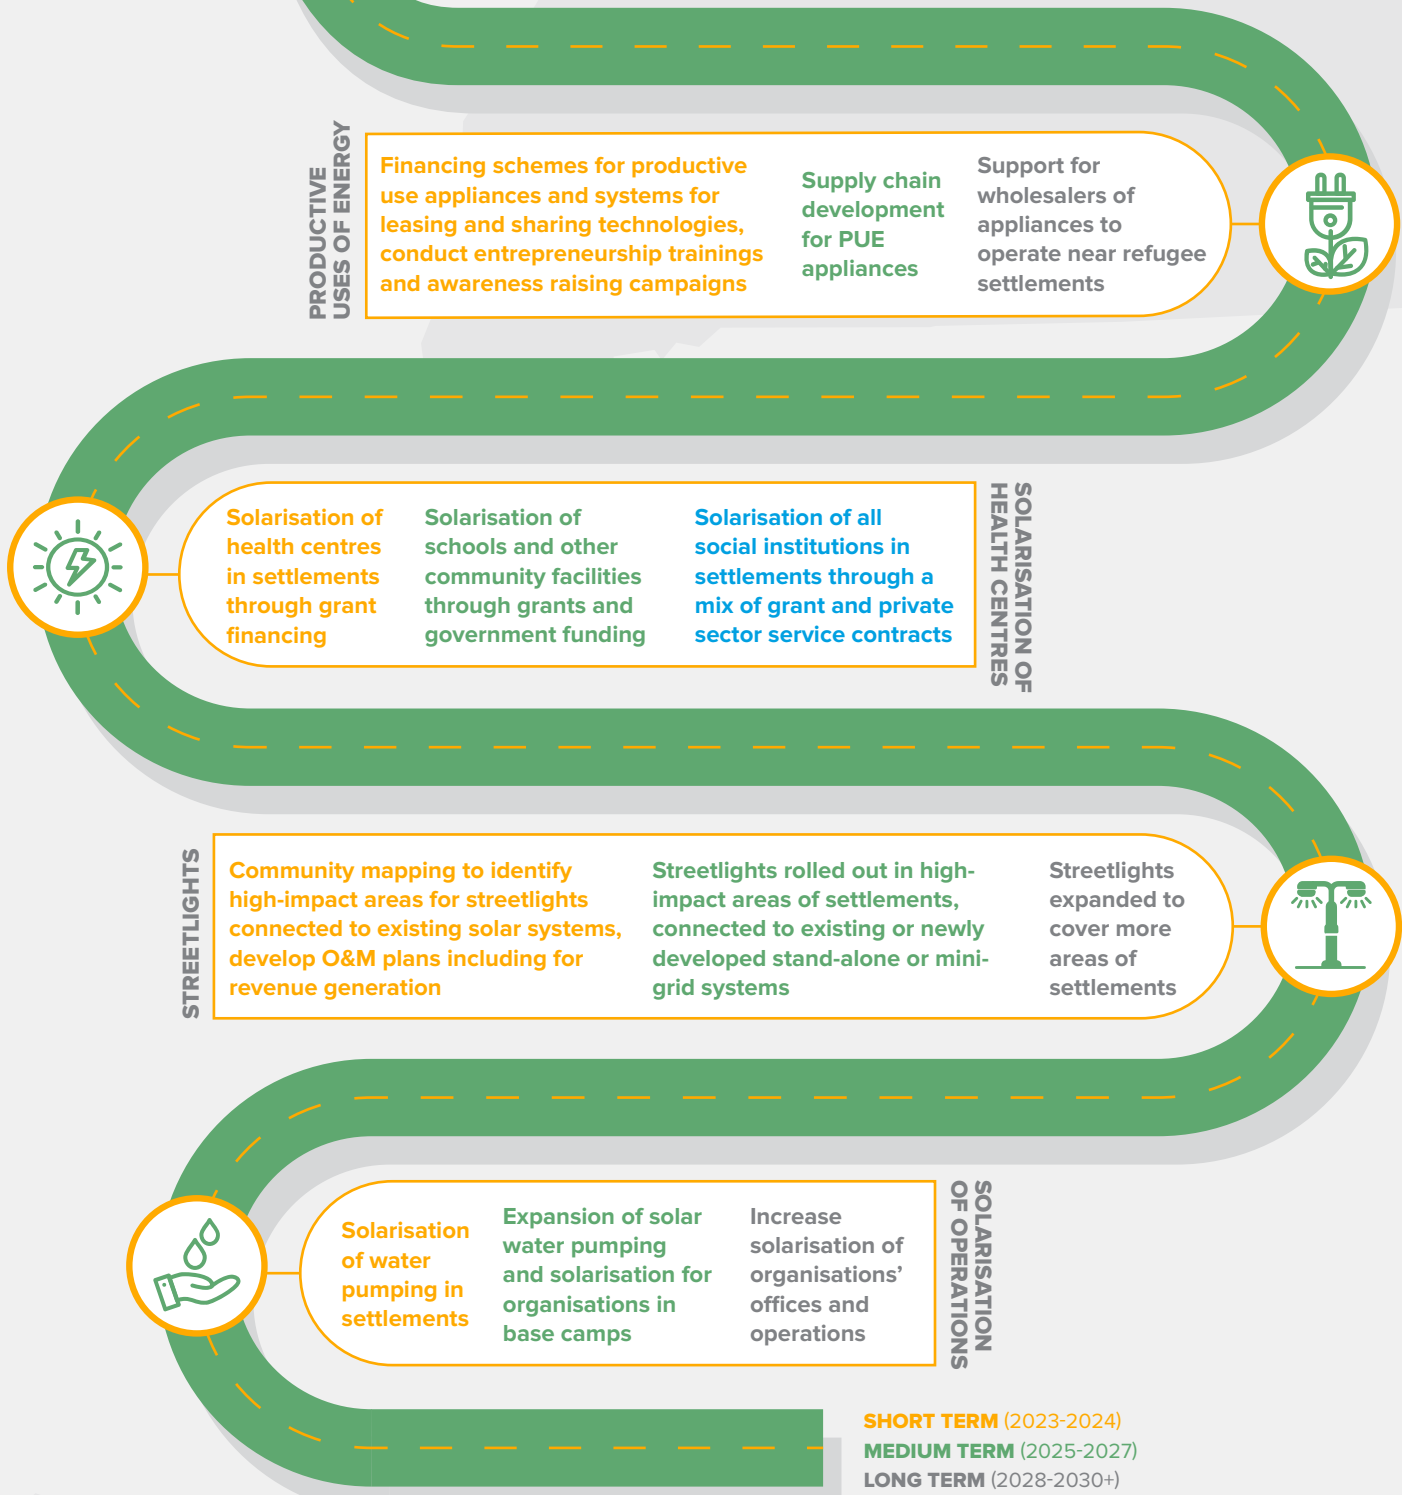 PRODUCTIVE
USES OF ENERGY
Financing schemes for productive
use appliances and systems for
leasing and sharing technologies,
conduct entrepreneurship trainings
and awareness raising campaigns
Supply chain
development
for PUE
appliances
Support for
wholesalers of
appliances to
operate near refugee
settlements
Solarisation of
health centres
in settlements
through grant
financing
Solarisation of
schools and other
community facilities
through grants and
government funding
Solarisation of all
social institutions in
settlements through a
mix of grant and private
sector service contracts
SOLARISATION OF
HEALTH CENTRES
STREETLIGHTS
Community mapping to identify
high-impact areas for streetlights
connected to existing solar systems,
develop O&M plans including for
revenue generation
Streetlights rolled out in high-
impact areas of settlements,
connected to existing or newly
developed stand-alone or mini-
grid systems
Streetlights
expanded to
cover more
areas of
settlements
Solarisation
of water
pumping in
settlements
Expansion of solar
water pumping
and solarisation for
organisations in
base camps
Increase
solarisation of
organisations’
offices and
operations
SOLARISATION
OF OPERATIONS
SHORT TERM (2023-2024)
MEDIUM TERM (2025-2027)
LONG TERM (2028-2030+)